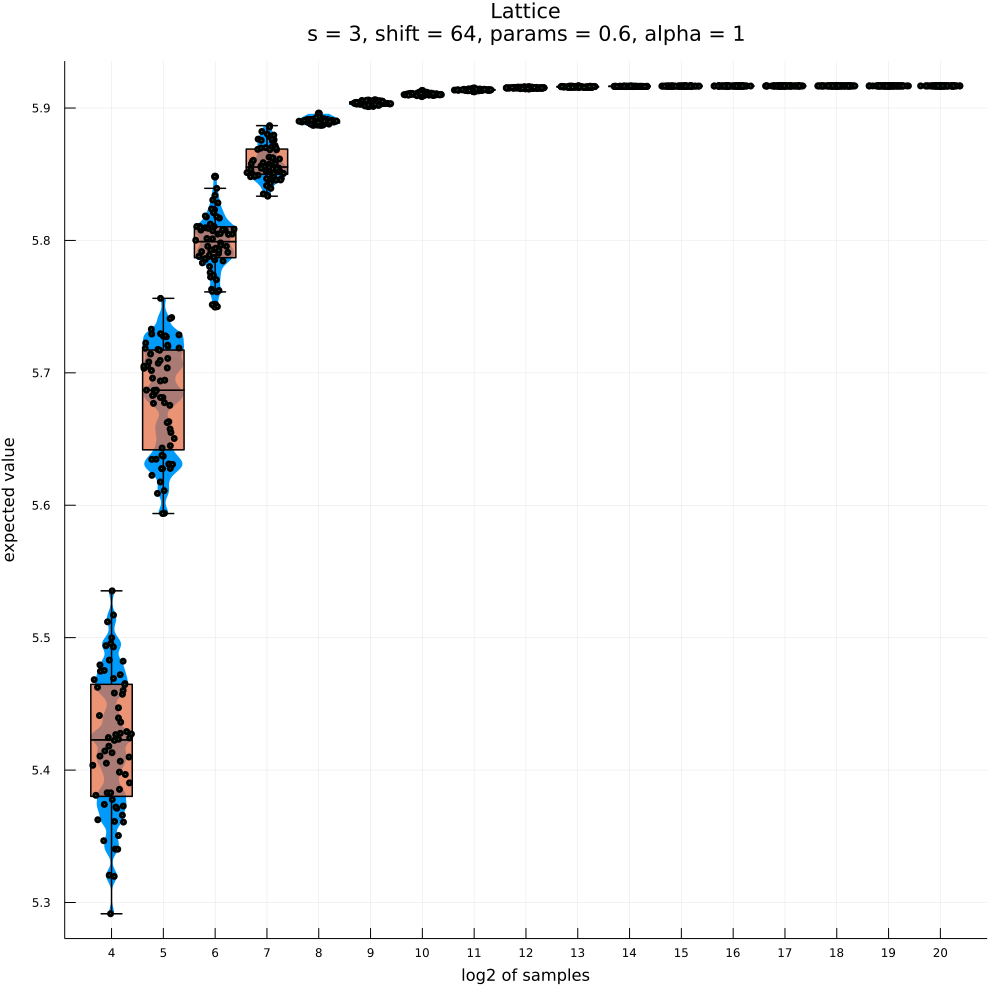 Lattice
s = 3, shift = 64, params = 0.6, alpha = 1
expected value
5.9
5.8
5.7
5.6
5.5
5.4
5.3
4 5 6 7 8 9 10 11 12 13 14 15 16 17 18 19 20
log2 of samples